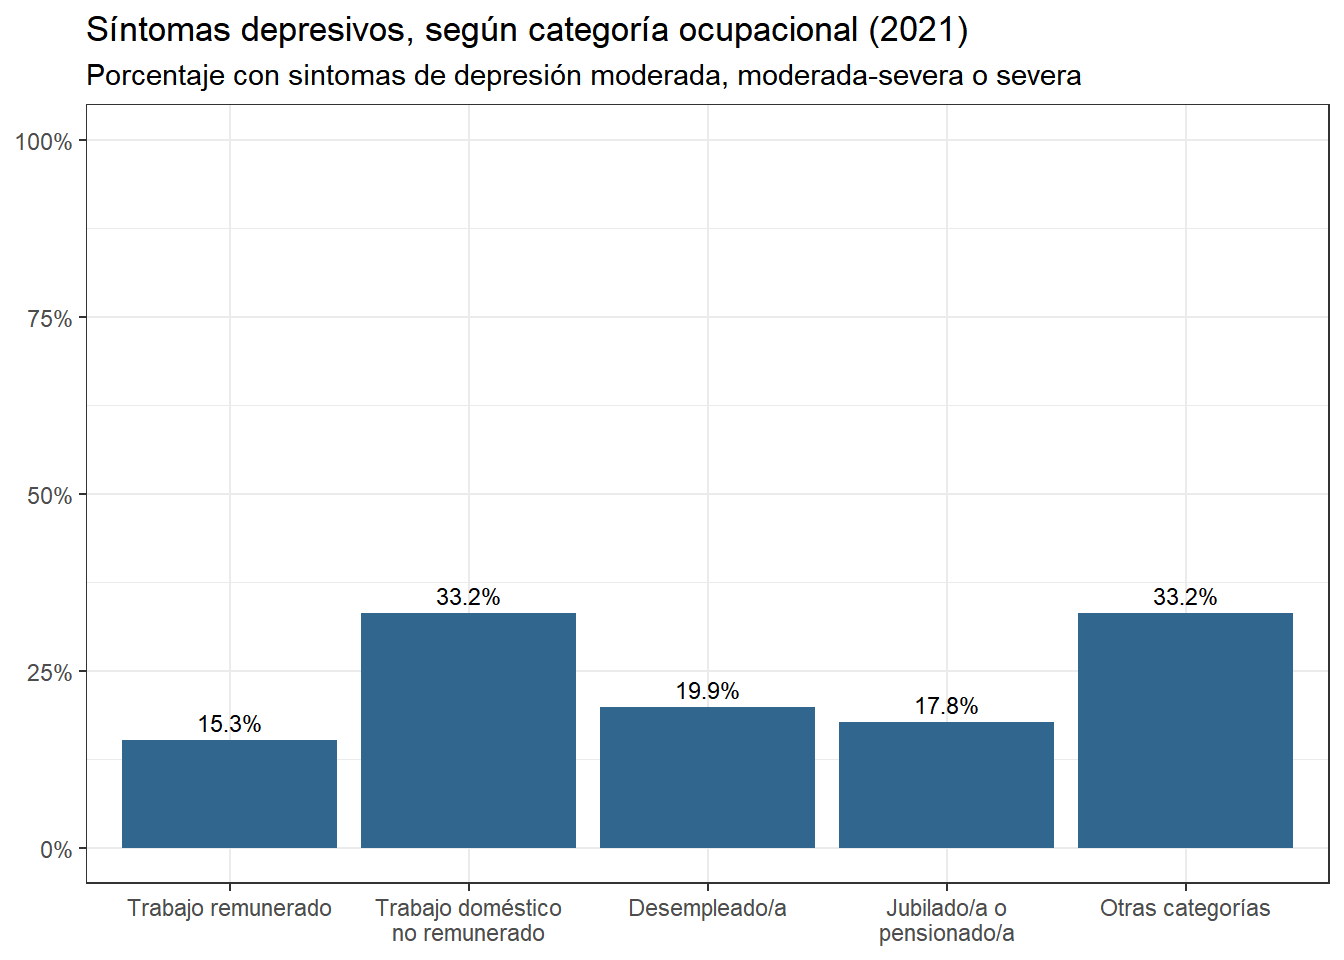 Síntomas depresivos, según categoría ocupacional (2021)
Porcentaje con sintomas de depresión moderada, moderada-severa o severa
100%
75%
50%
25%
0%
15.3%
33.2%
19.9%
17.8%
33.2%
Trabajo remunerado
Trabajo doméstico
no remunerado
Desempleado/a
Jubilado/a o
pensionado/a
Otras categorías